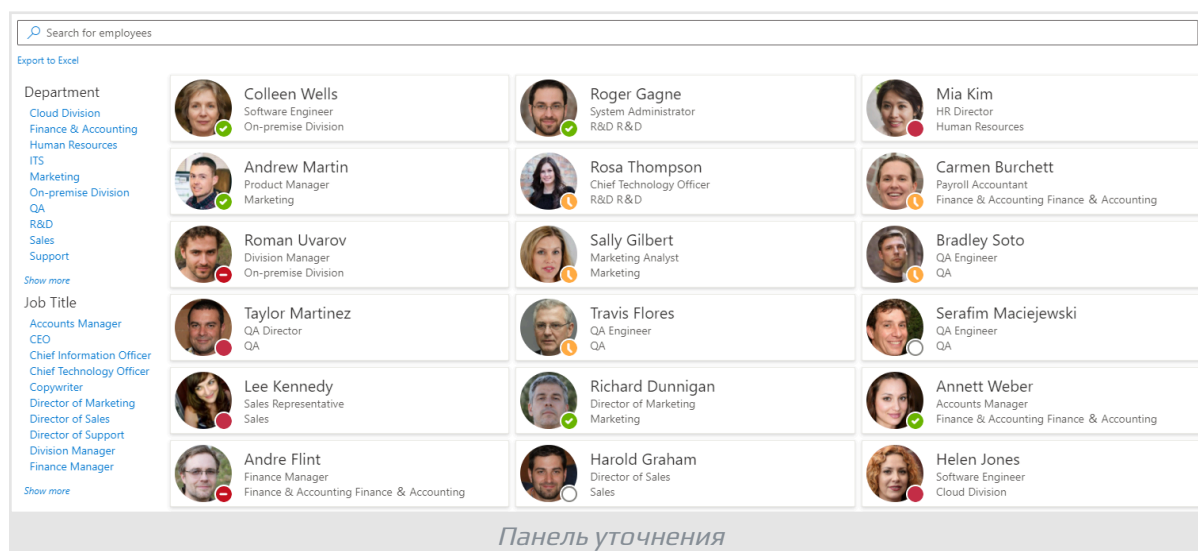 Search for employees
Export to Excel
Department
Cloud Division
Finance & Accounting
Human Resources
ITS
Marketing
On-premise Division
QA
R&D
Sales
Support
Show more
Job Title
Accounts Manager
CEO
Chief Information Officer
Chief Technology Officer
Copywriter
Director of Marketing
Director of Sales
Director of Support
Division Manager
Finance Manager
Show more
Colleen Wells
Software Engineer
On-premise Division
Roger Gagne
System Administrator
R&D R&D
Mia Kim
HR Director
Human Resources
Andrew Martin
Product Manager
Marketing
Rosa Thompson
Chief Technology Officer
R&D R&D
Carmen Burchett
Payroll Accountant
Finance & Accounting Finance & Accounting
Roman Uvarov
Division Manager
On-premise Division
Sally Gilbert
Marketing Analyst
Marketing
Bradley Soto
QA Engineer
QA
Taylor Martinez
QA Director
QA
Travis Flores
QA Engineer
QA
Serafim Maciejewski
QA Engineer
QA
Lee Kennedy
Sales Representative
Sales
Richard Dunnigan
Director of Marketing
Marketing
Annett Weber
Accounts Manager
Finance & Accounting Finance & Accounting
Andre Flint
Finance Manager
Finance & Accounting Finance & Accounting
Harold Graham
Director of Sales
Sales
Helen Jones
Software Engineer
Cloud Division
Панель уточнения